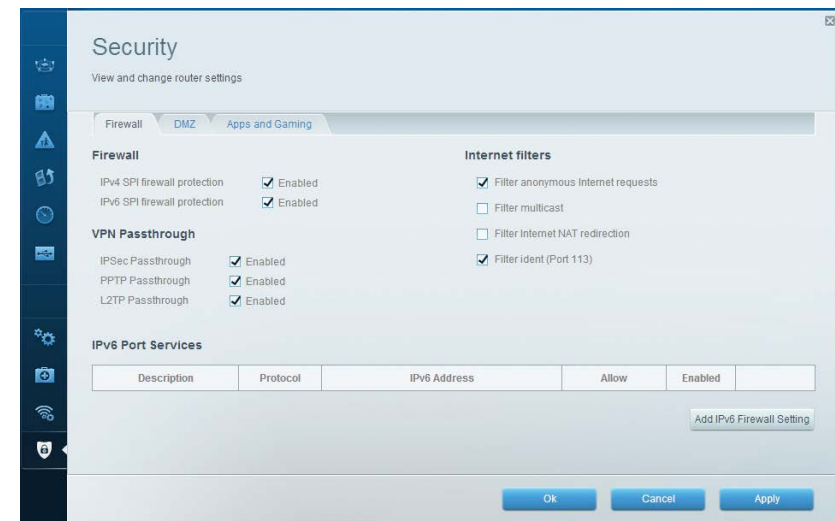 Security
View and change router settings
Firewall
DMZ
Apps and Gaming
Firewall
IPv4 SPI firewall protection Enabled
IPv6 SPI firewall protection Enabled
VPN Passthrough
IPSec Passthrough Enabled
PPTP Passthrough Enabled
L2TP Passthrough Enabled
Internet filters
Filter anonymous Internet requests
Filter multicast
Filter Internet NAT redirection
Filter ident (Port 113)
IPv6 Port Services
Description Protocol IPv6 Address Allow Enabled
Add IPv6 Firewall Setting
Ok Cancel Apply